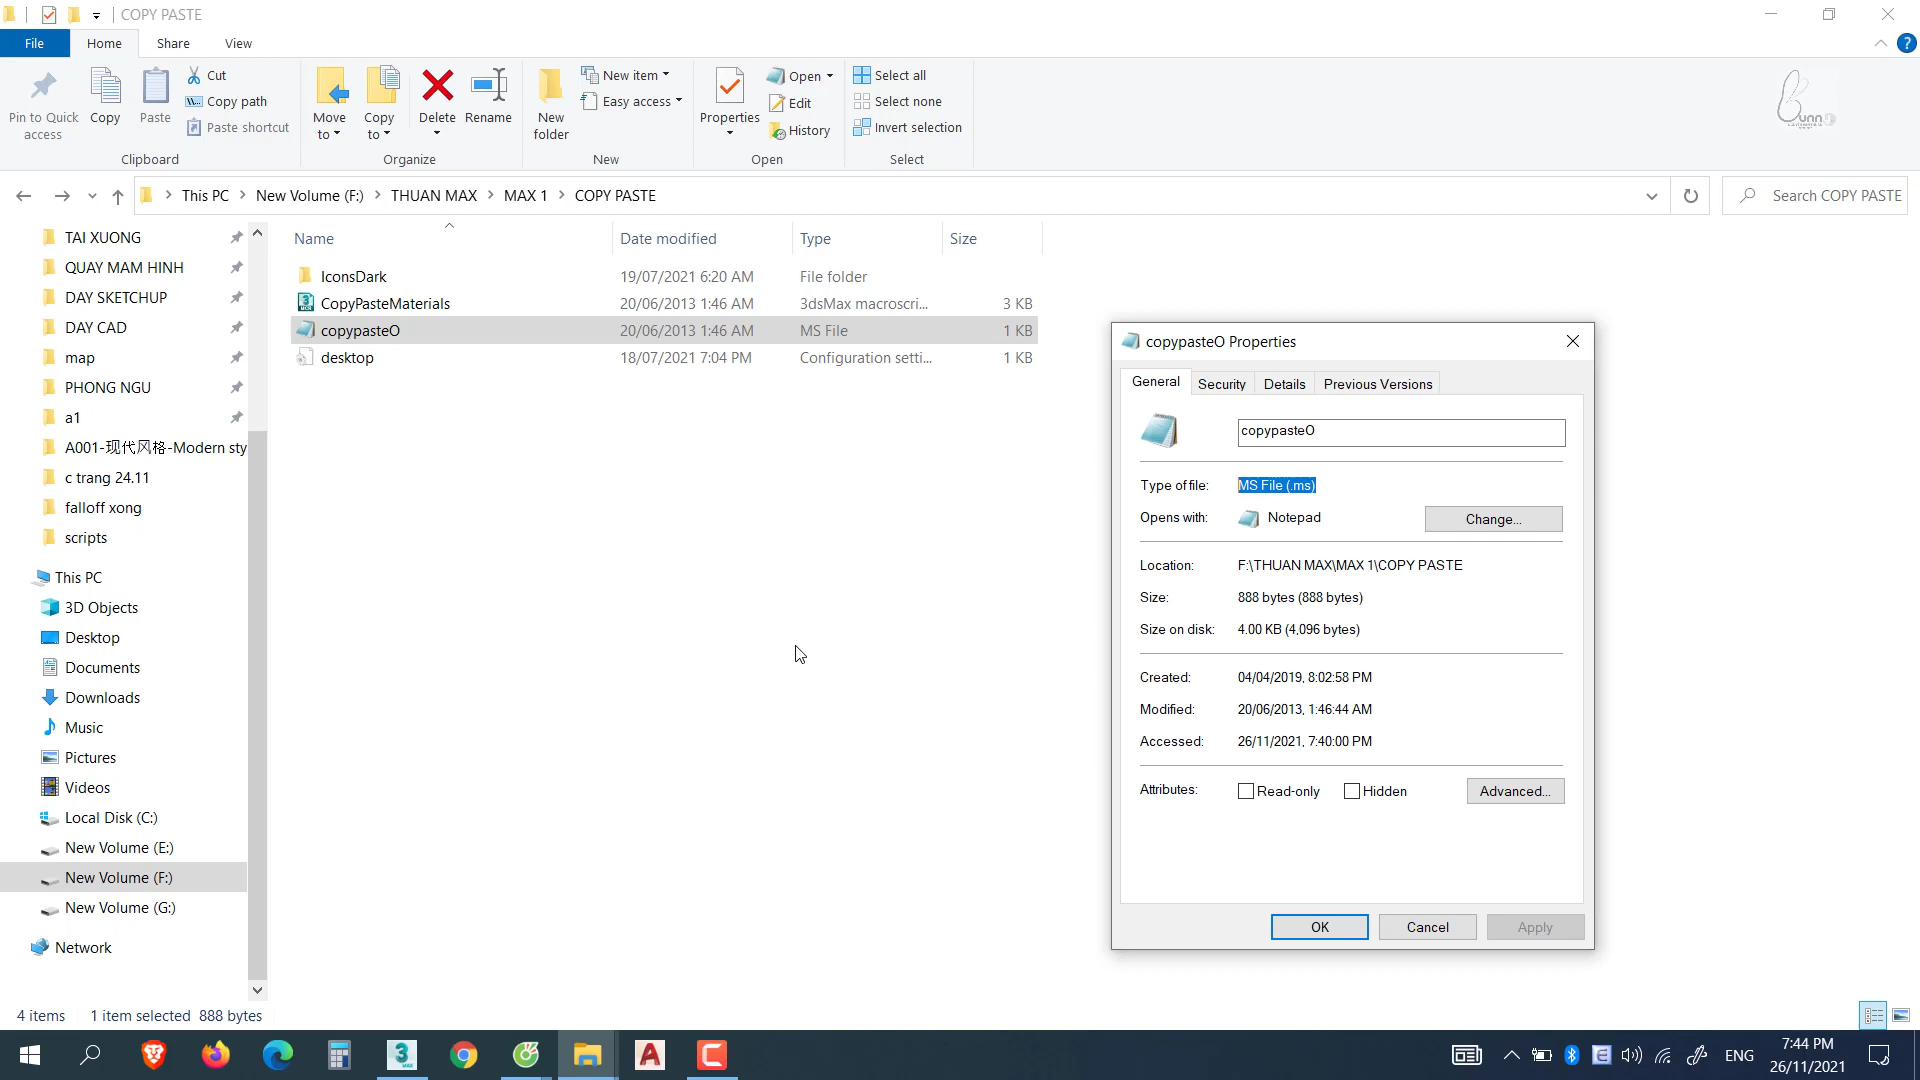 COPY PASTE
File Home Share View
Pin to Quick access
Copy
Paste
Cut
Copy path
Paste shortcut
Clipboard
Move to
Copy to
Delete
Rename
Organize
New folder
New item
Easy access
New
Properties
Open
Edit
History
Open
Select all
Select none
Invert selection
Select
This PC New Volume (F:) THUAN MAX MAX 1 COPY PASTE
Search COPY PASTE
TAI XUONG
QUAY MAM HINH
DAY SKETCHUP
DAY CAD
map
PHONG NGU
a1
A001-现代风格-Modern sty
c trang 24.11
falloff xong
scripts
This PC
3D Objects
Desktop
Documents
Downloads
Music
Pictures
Videos
Local Disk (C:)
New Volume (E:)
New Volume (F:)
New Volume (G:)
Network
Name Date modified Type Size
IconsDark 19/07/2021 6:20 AM File folder
CopyPasteMaterials 20/06/2013 1:46 AM 3dsMax macroscri... 3 KB
copypasteO 20/06/2013 1:46 AM MS File 1 KB
desktop 18/07/2021 7:04 PM Configuration setti... 1 KB
copypasteO Properties
General Security Details Previous Versions
copypasteO
Type of file: MS File (.ms)
Opens with: Notepad Change...
Location: F:\THUAN MAX\MAX 1\COPY PASTE
Size: 888 bytes (888 bytes)
Size on disk: 4.00 KB (4,096 bytes)
Created: 04/04/2019, 8:02:58 PM
Modified: 20/06/2013, 1:46:44 AM
Accessed: 26/11/2021, 7:40:00 PM
Attributes: Read-only Hidden Advanced...
OK Cancel Apply
4 items 1 item selected 888 bytes
ENG
7:44 PM
26/11/2021